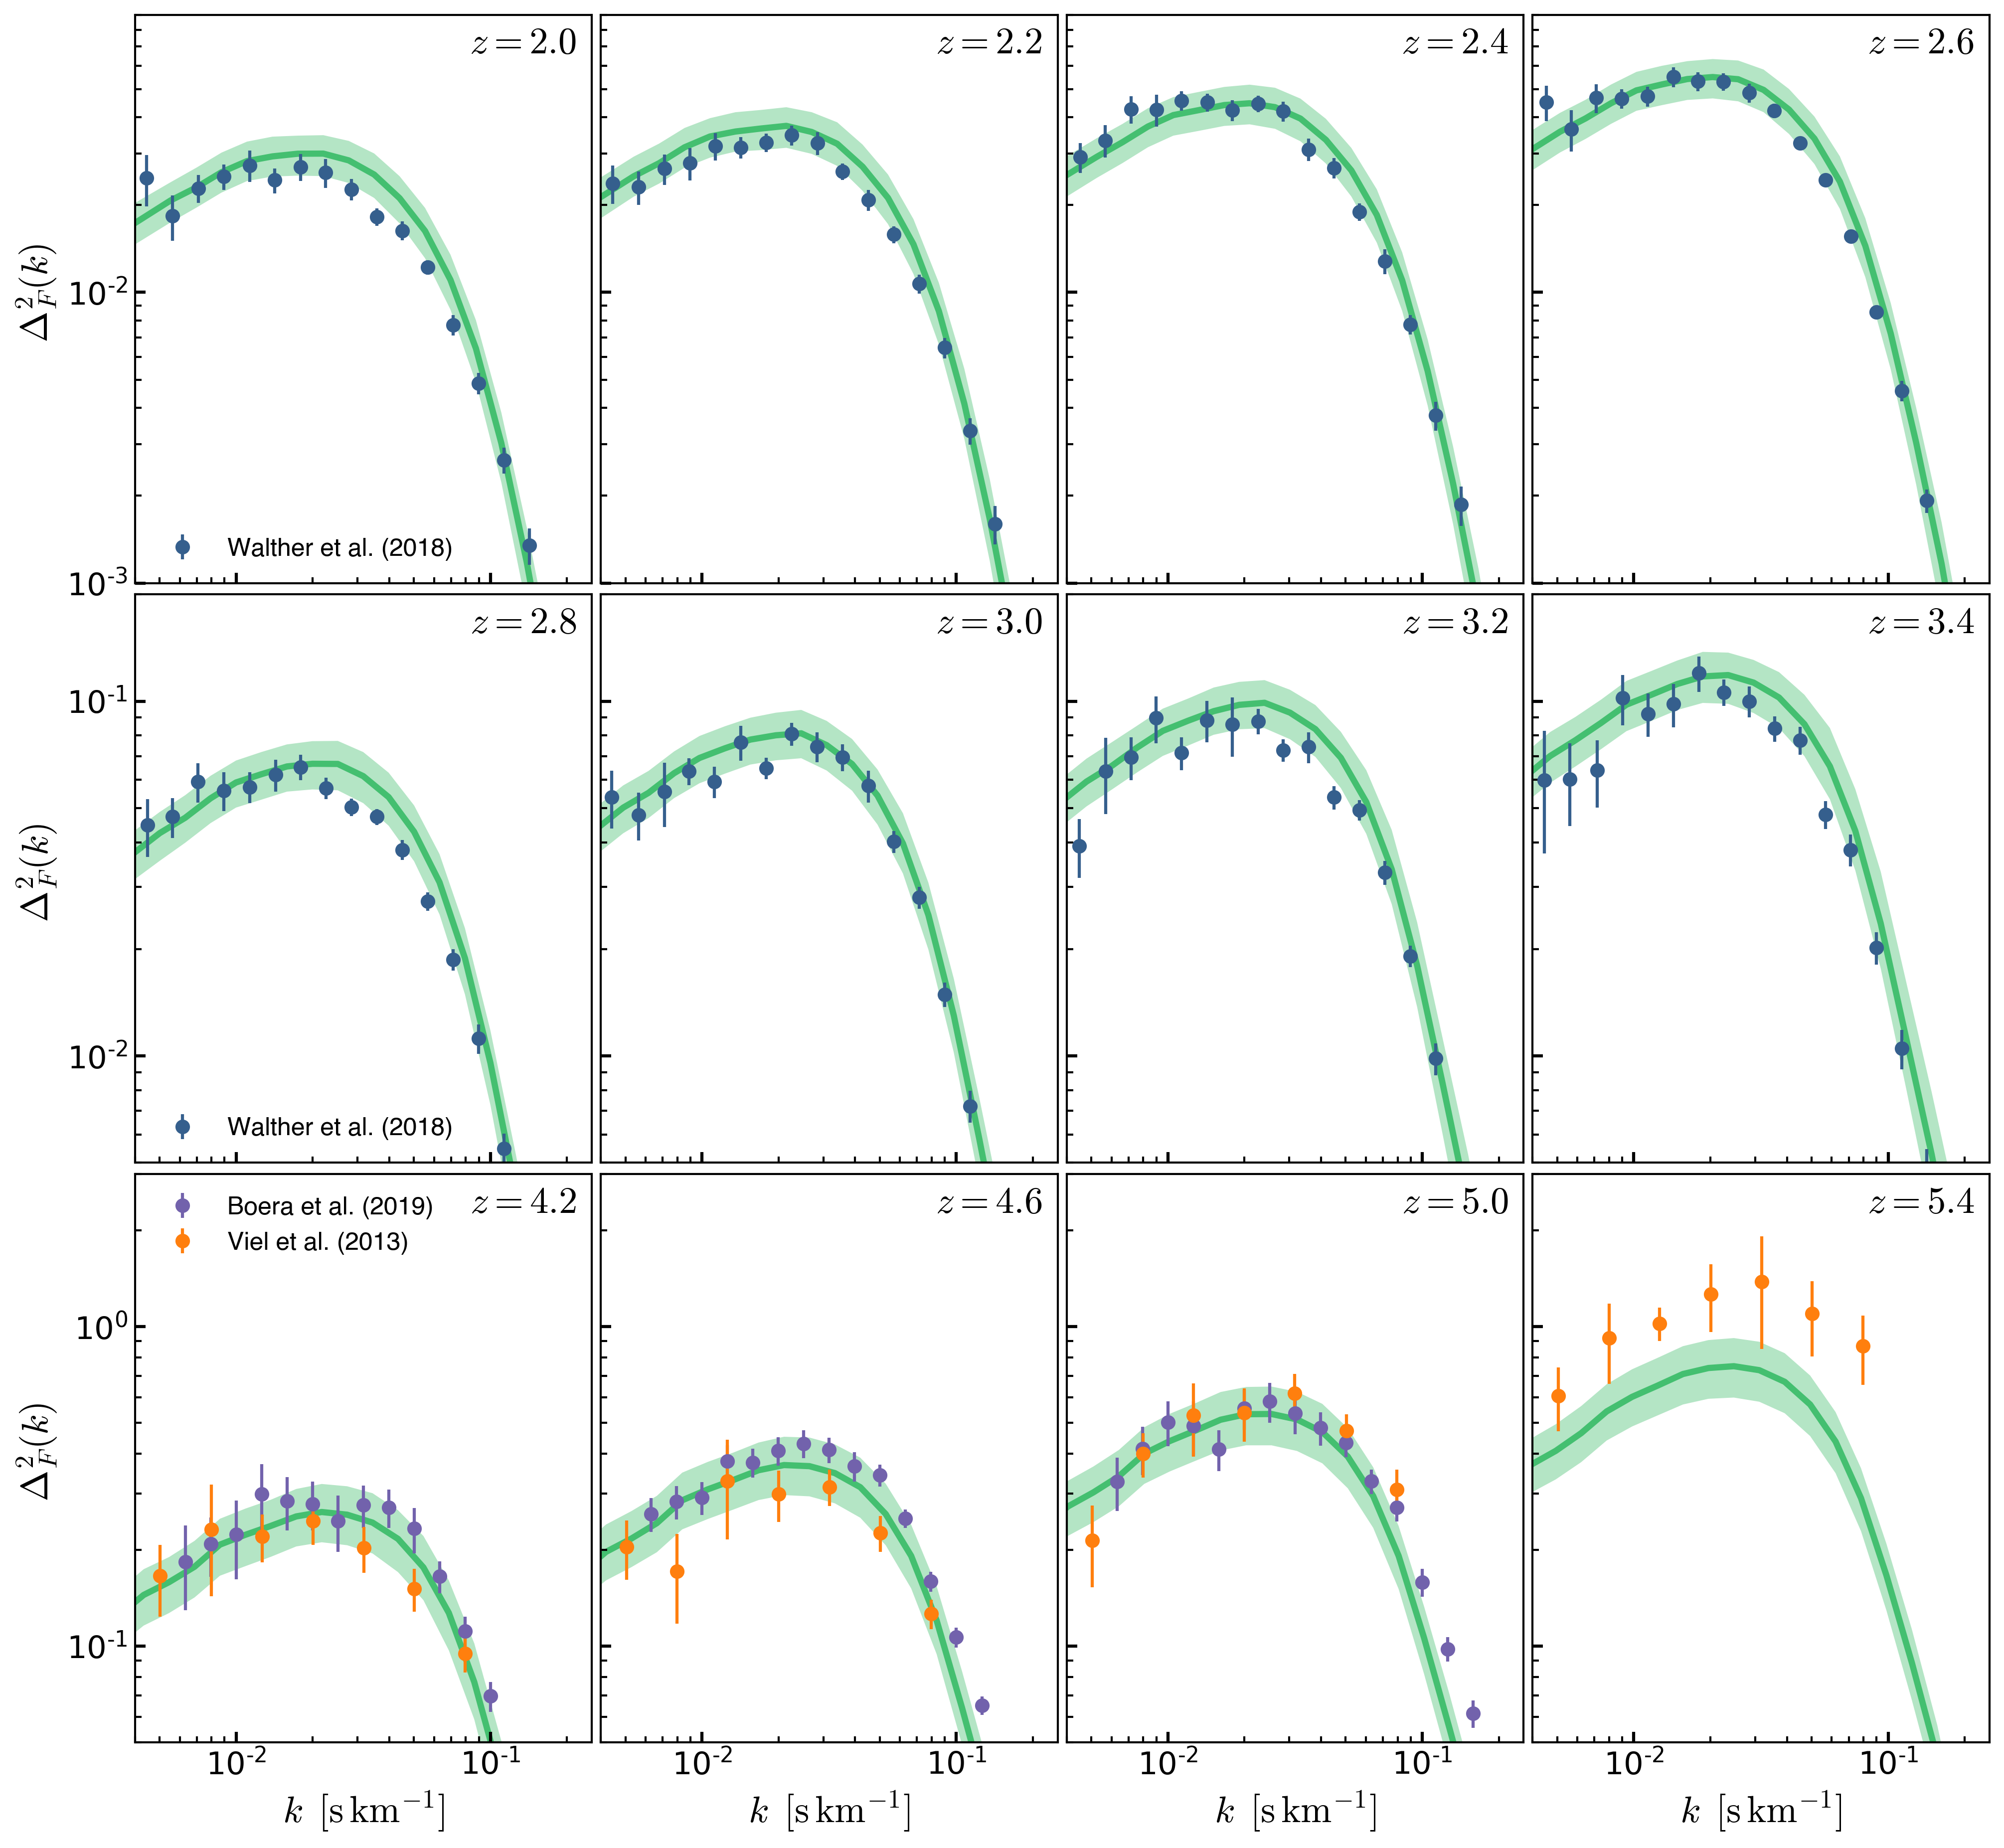 z = 2.0
z = 2.2
z = 2.4
z = 2.6
Δ²_F(k)
10⁻²
10⁻³
Walther et al. (2018)
z = 2.8
z = 3.0
z = 3.2
z = 3.4
Δ²_F(k)
10⁻¹
10⁻²
Walther et al. (2018)
z = 4.2
z = 4.6
z = 5.0
z = 5.4
Boera et al. (2019)
Viel et al. (2013)
Δ²_F(k)
10⁰
10⁻¹
10⁻² 10⁻¹ 10⁻² 10⁻¹ 10⁻² 10⁻¹ 10⁻² 10⁻¹
k [s km⁻¹] k [s km⁻¹] k [s km⁻¹] k [s km⁻¹]